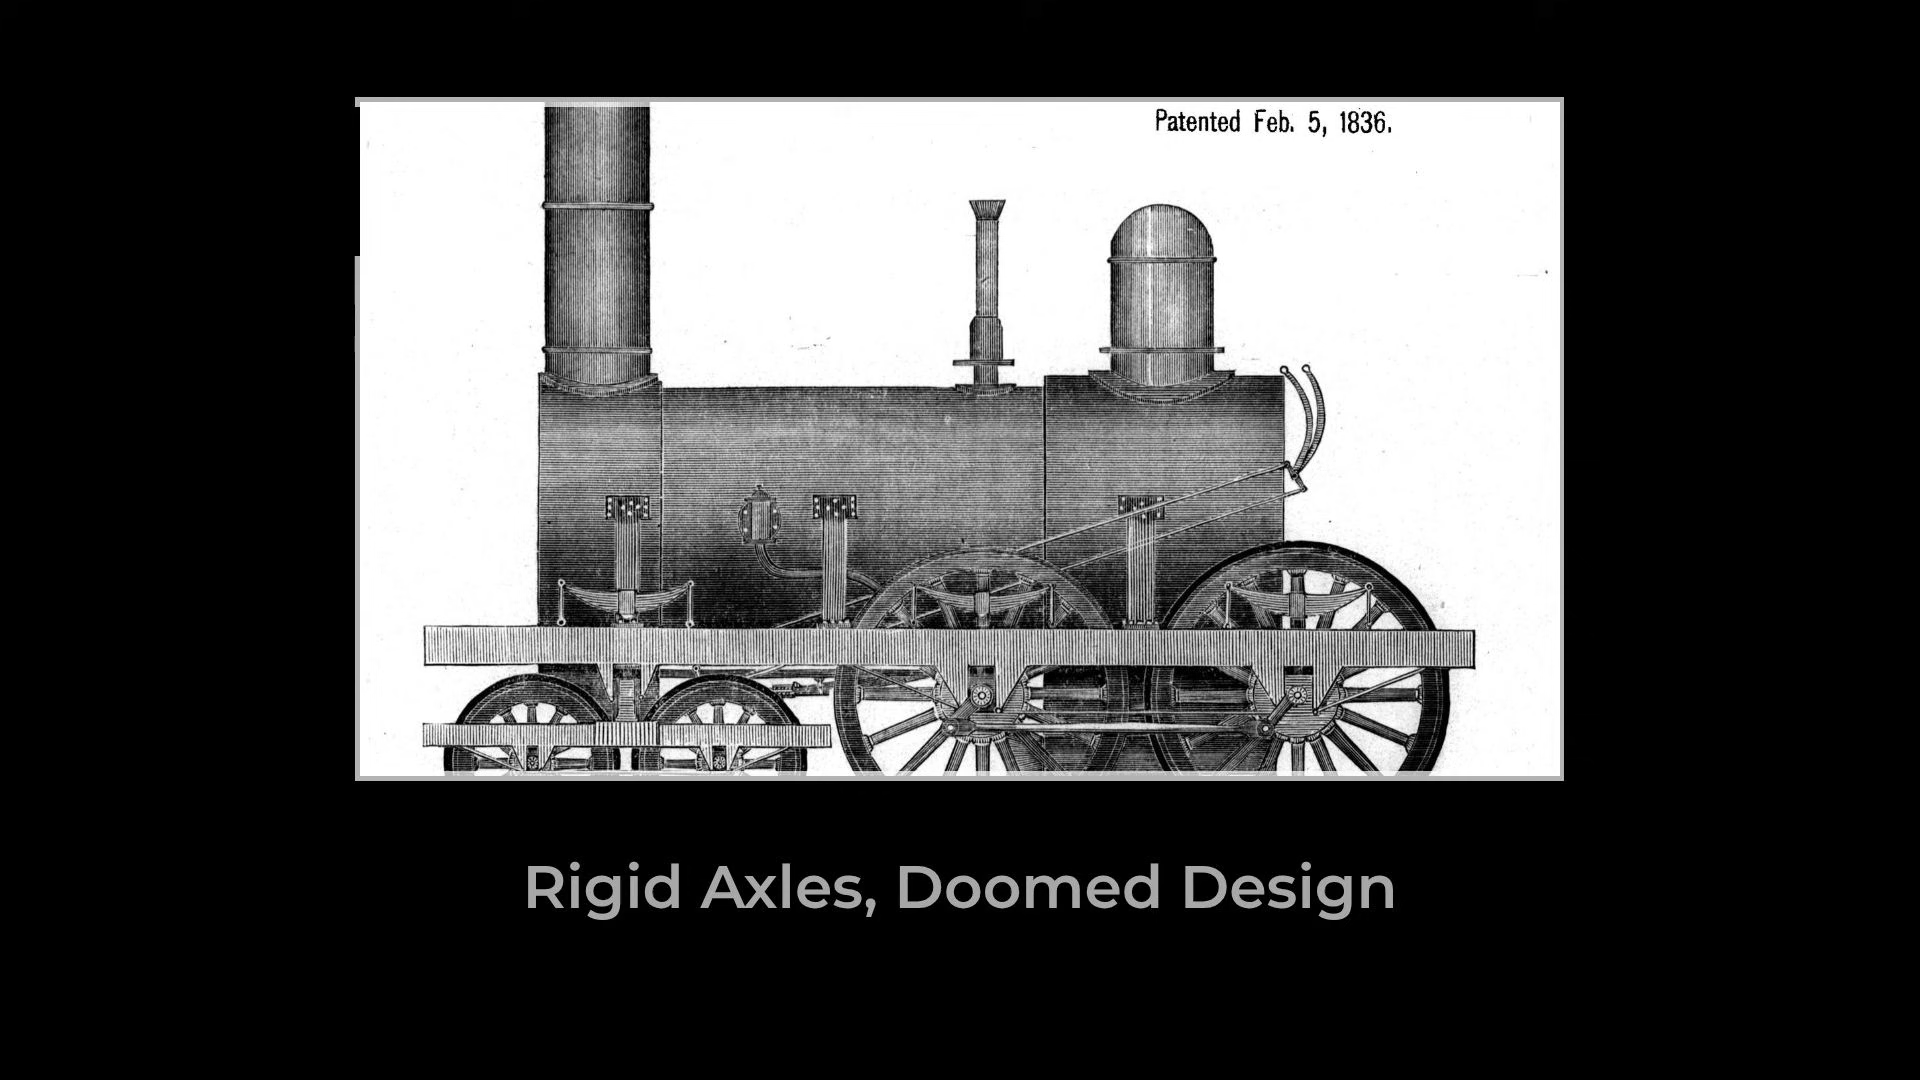 Patented Feb. 5, 1836.
Rigid Axles, Doomed Design